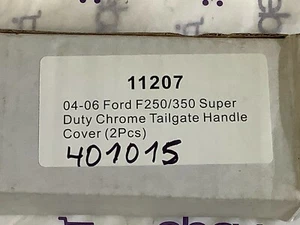 11207
04-06 Ford F250/350 Super
Duty Chrome Tailgate Handle
Cover (2Pcs)
401015